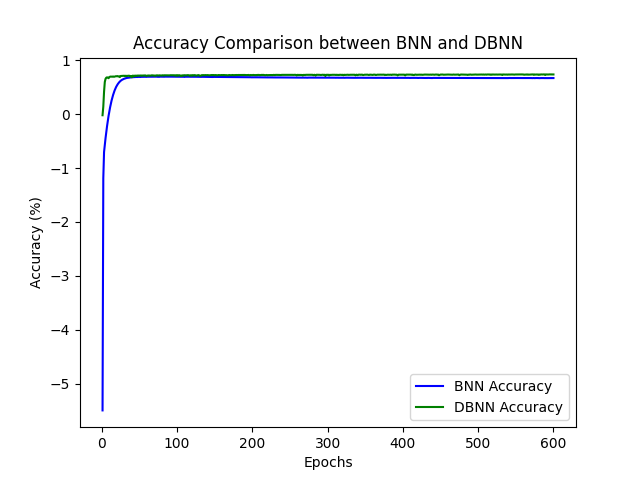 Accuracy Comparison between BNN and DBNN
1
0
−1
−2
−3
−4
−5
Accuracy (%)
BNN Accuracy
DBNN Accuracy
0 100 200 300 400 500 600
Epochs